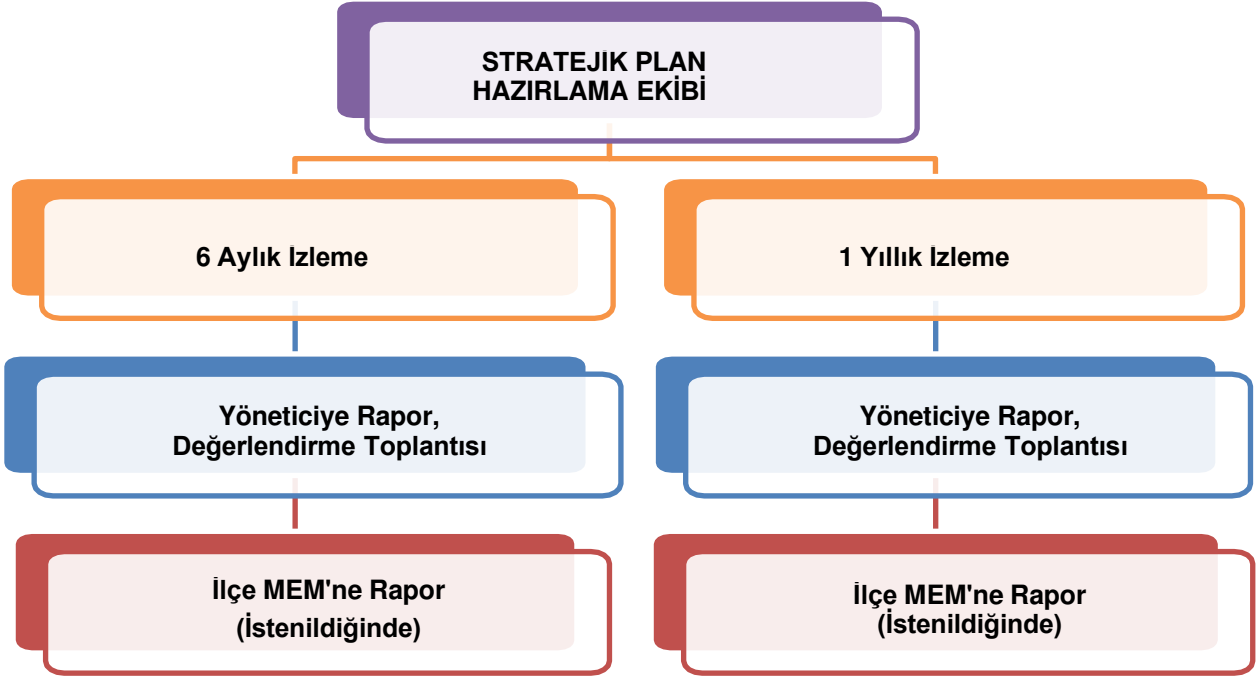 STRATEJİK PLAN
HAZIRLAMA EKİBİ
6 Aylık İzleme
1 Yıllık İzleme
Yöneticiye Rapor,
Değerlendirme Toplantısı
Yöneticiye Rapor,
Değerlendirme Toplantısı
İlçe MEM'ne Rapor
(İstenildiğinde)
İlçe MEM'ne Rapor
(İstenildiğinde)